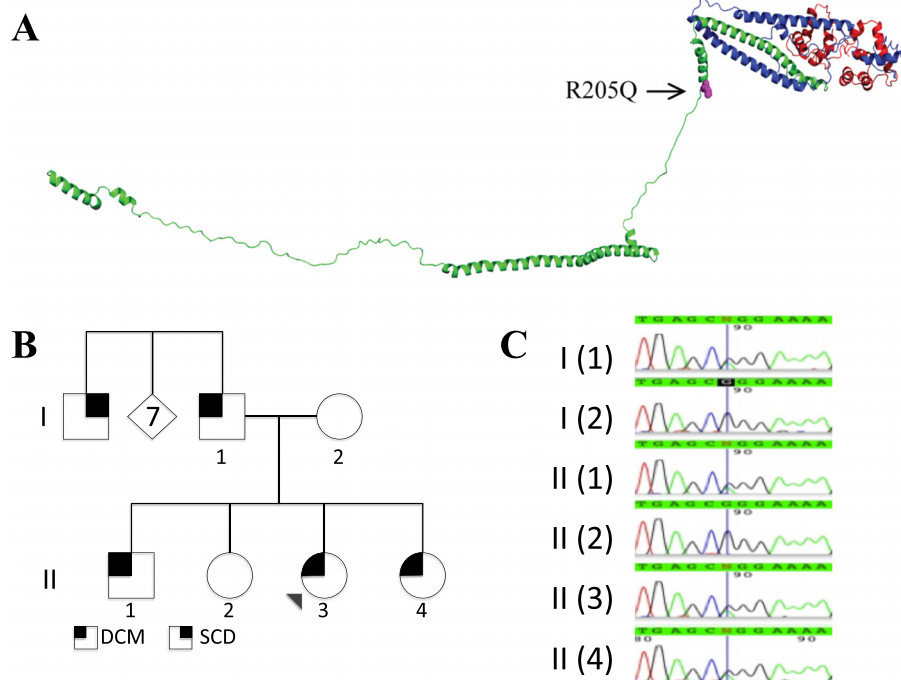 A
R205Q
B
I
7
1
2
II
1
2
3
4
DCM
SCD
C
I (1)
TGAGCNGGAAAA
90
I (2)
TGAGCGGGAAAA
90
II (1)
TGAGCNGGAAAA
90
II (2)
TGAGCGGGAAAA
90
II (3)
TGAGCNGGAAAA
90
II (4)
TGAGCNGGAAAA
80
90